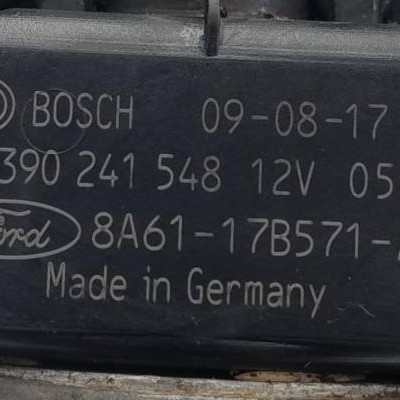 BOSCH 09-08-17
390 241 548 12V 05
Ford 8A61-17B571-
Made in Germany